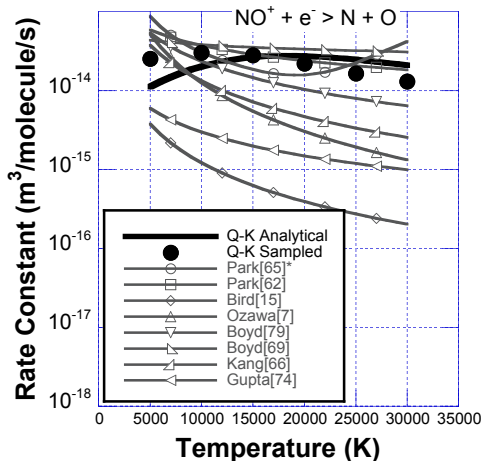 NO⁺ + e⁻ > N + O
Rate Constant (m³/molecule/s)
10⁻¹⁴
10⁻¹⁵
10⁻¹⁶
10⁻¹⁷
10⁻¹⁸
Q-K Analytical
Q-K Sampled
Park[65]*
Park[62]
Bird[15]
Ozawa[7]
Boyd[79]
Boyd[69]
Kang[66]
Gupta[74]
0 5000 10000 15000 20000 25000 30000 35000
Temperature (K)